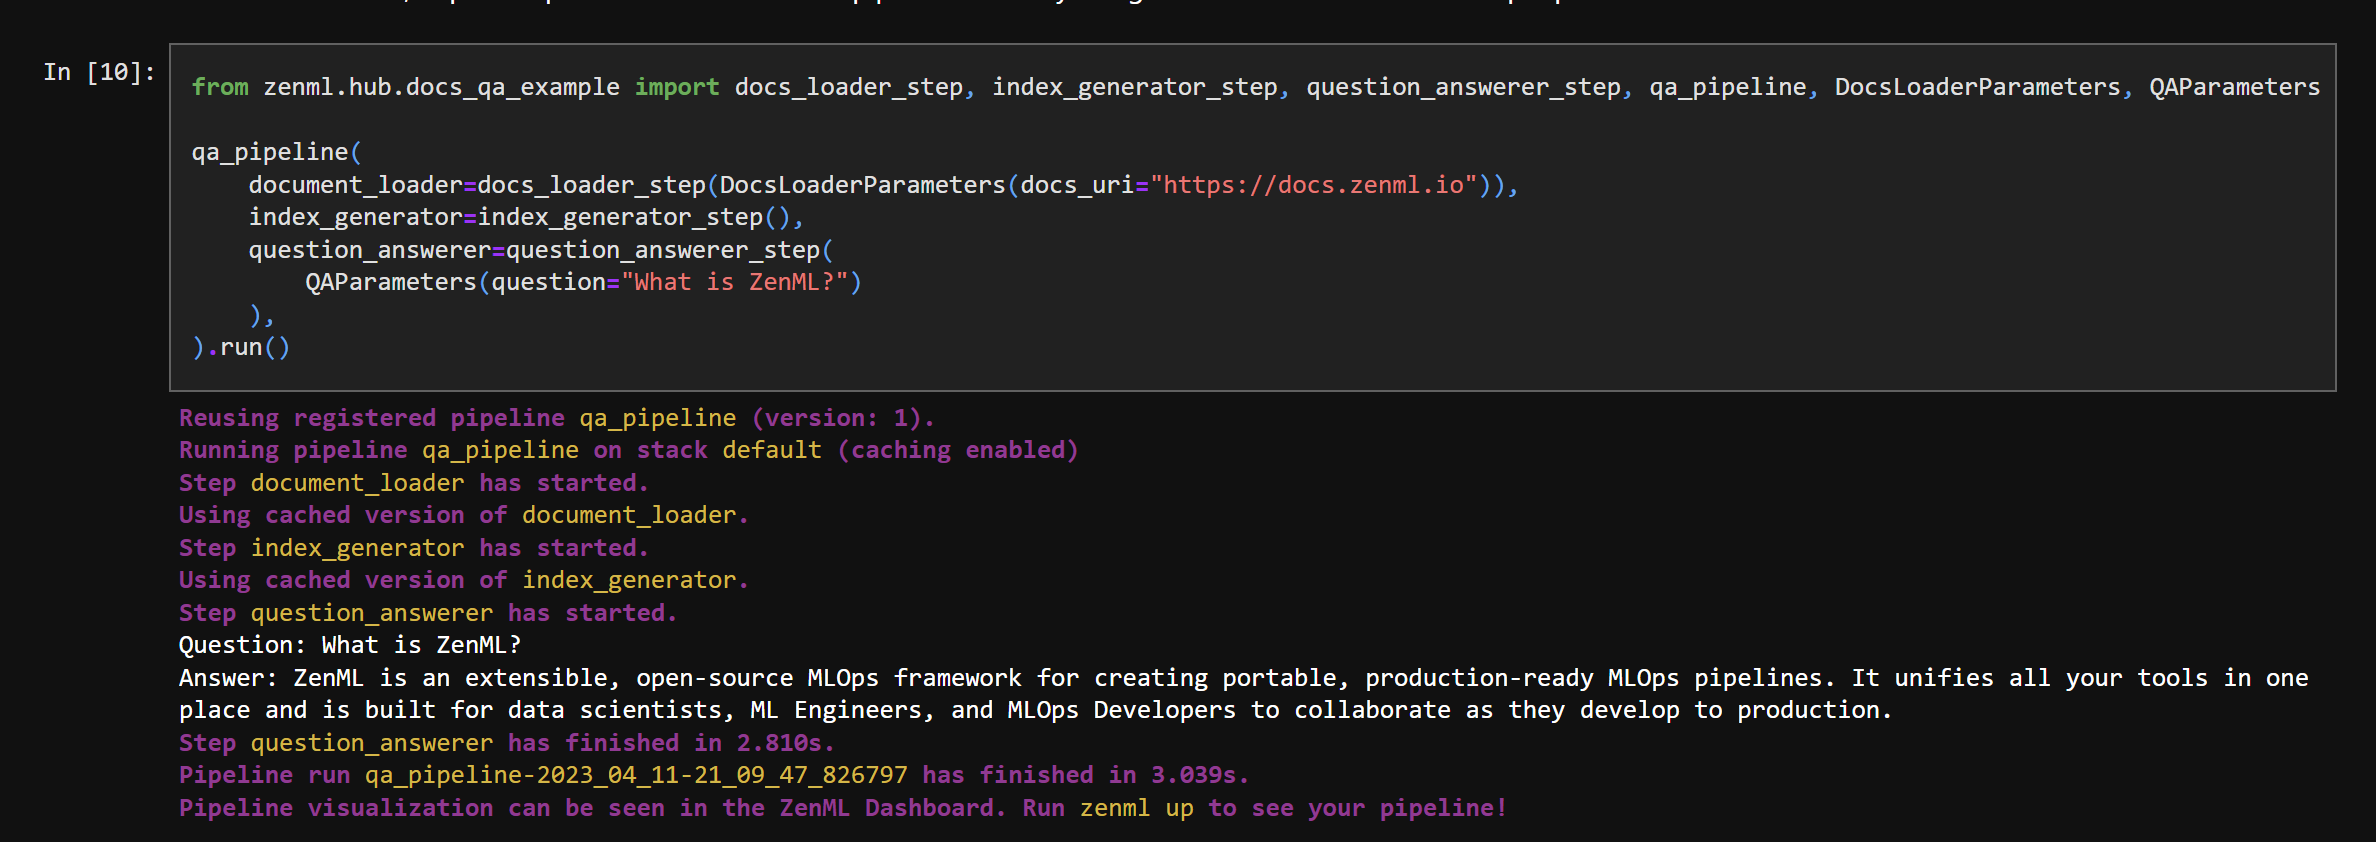 In [10]:
from zenml.hub.docs_qa_example import docs_loader_step, index_generator_step, question_answerer_step, qa_pipeline, DocsLoaderParameters, QAParameters
qa_pipeline(
    document_loader=docs_loader_step(DocsLoaderParameters(docs_uri="https://docs.zenml.io")),
    index_generator=index_generator_step(),
    question_answerer=question_answerer_step(
        QAParameters(question="What is ZenML?")
    ),
).run()
Reusing registered pipeline qa_pipeline (version: 1).
Running pipeline qa_pipeline on stack default (caching enabled)
Step document_loader has started.
Using cached version of document_loader.
Step index_generator has started.
Using cached version of index_generator.
Step question_answerer has started.
Question: What is ZenML?
Answer: ZenML is an extensible, open-source MLOps framework for creating portable, production-ready MLOps pipelines. It unifies all your tools in one
place and is built for data scientists, ML Engineers, and MLOps Developers to collaborate as they develop to production.
Step question_answerer has finished in 2.810s.
Pipeline run qa_pipeline-2023_04_11-21_09_47_826797 has finished in 3.039s.
Pipeline visualization can be seen in the ZenML Dashboard. Run zenml up to see your pipeline!